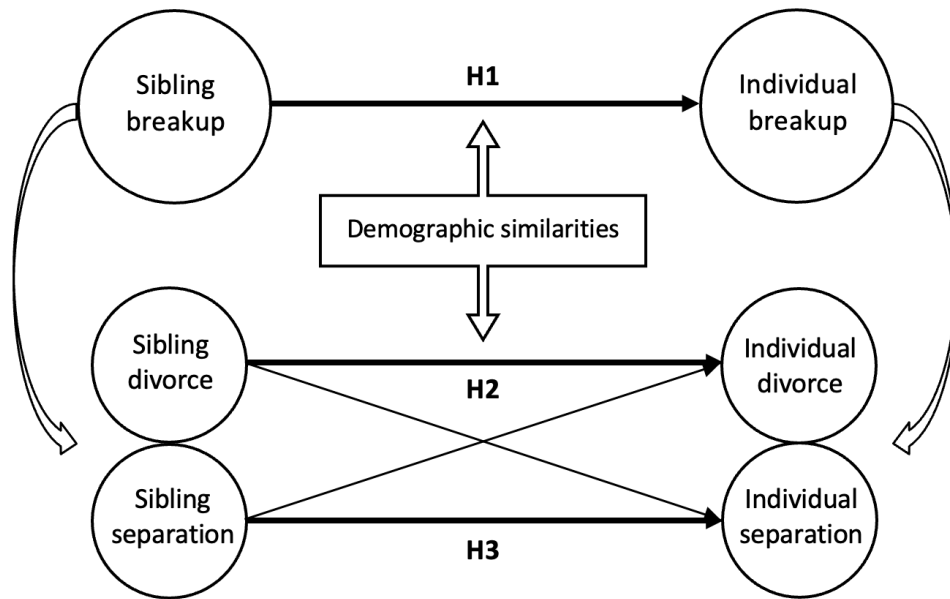 H1
Sibling
breakup
Individual
breakup
Demographic similarities
Sibling
divorce
Individual
divorce
H2
Sibling
separation
Individual
separation
H3